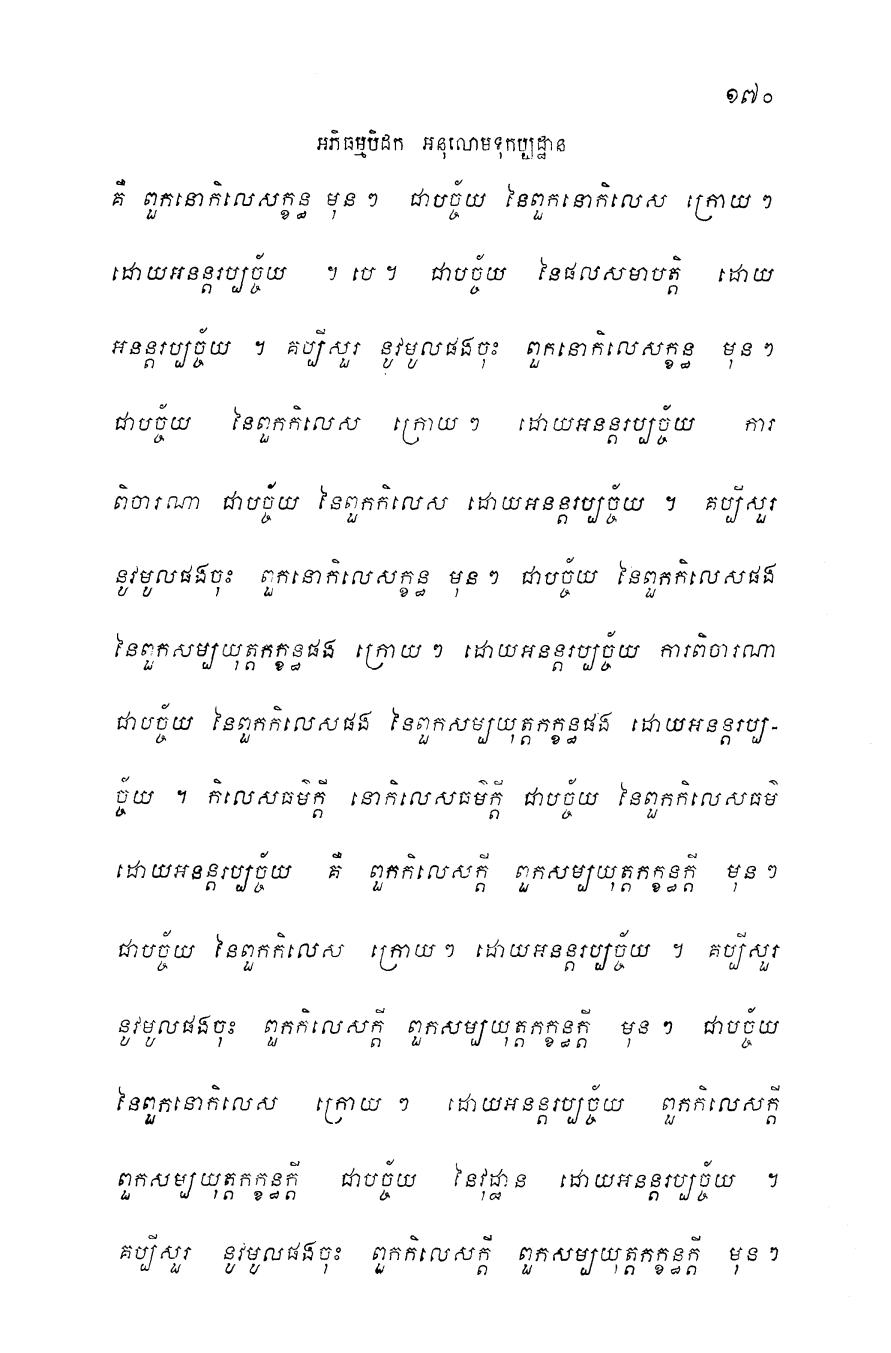 ១៧០
អភិធម្មបិដក អនុលោមទុកប្បដ្ឋាន
គឺ ពួកនោកិលេសក្ខន្ធ មុន ៗ ជាបច្ច័យ នៃពួកនោកិលេស ក្រោយ ៗ
ដោយអនន្តរប្បច្ច័យ ។ បេ ។ ជាបច្ច័យ នៃផលសមាបត្តិ ដោយ
អនន្តរប្បច្ច័យ ។ គប្បីសួរ នូវមូលផងចុះ ពួកនោកិលេសក្ខន្ធ មុន ៗ
ជាបច្ច័យ នៃពួកកិលេស ក្រោយ ៗ ដោយអនន្តរប្បច្ច័យ ការ
ពិចារណា ជាបច្ច័យ នៃពួកកិលេស ដោយអនន្តរប្បច្ច័យ ។ គប្បីសួរ
នូវមូលផងចុះ ពួកនោកិលេសក្ខន្ធ មុន ៗ ជាបច្ច័យ នៃពួកកិលេសផង
នៃពួកសម្បយុត្តកក្ខន្ធផង ក្រោយ ៗ ដោយអនន្តរប្បច្ច័យ ការពិចារណា
ជាបច្ច័យ នៃពួកកិលេសផង នៃពួកសម្បយុត្តកក្ខន្ធផង ដោយអនន្តរប្ប-
ច្ច័យ ។ កិលេសធម៌ក្តី នោកិលេសធម៌ក្តី ជាបច្ច័យ នៃពួកកិលេសធម៌
ដោយអនន្តរប្បច្ច័យ គឺ ពួកកិលេសក្តី ពួកសម្បយុត្តកក្ខន្ធក្តី មុន ៗ
ជាបច្ច័យ នៃពួកកិលេស ក្រោយ ៗ ដោយអនន្តរប្បច្ច័យ ។ គប្បីសួរ
នូវមូលផងចុះ ពួកកិលេសក្តី ពួកសម្បយុត្តកក្ខន្ធក្តី មុន ៗ ជាបច្ច័យ
នៃពួកនោកិលេស ក្រោយ ៗ ដោយអនន្តរប្បច្ច័យ ពួកកិលេសក្តី
ពួកសម្បយុត្តកក្ខន្ធក្តី ជាបច្ច័យ នៃវុដ្ឋាន ដោយអនន្តរប្បច្ច័យ ។
គប្បីសួរ នូវមូលផងចុះ ពួកកិលេសក្តី ពួកសម្បយុត្តកក្ខន្ធក្តី មុន ៗ